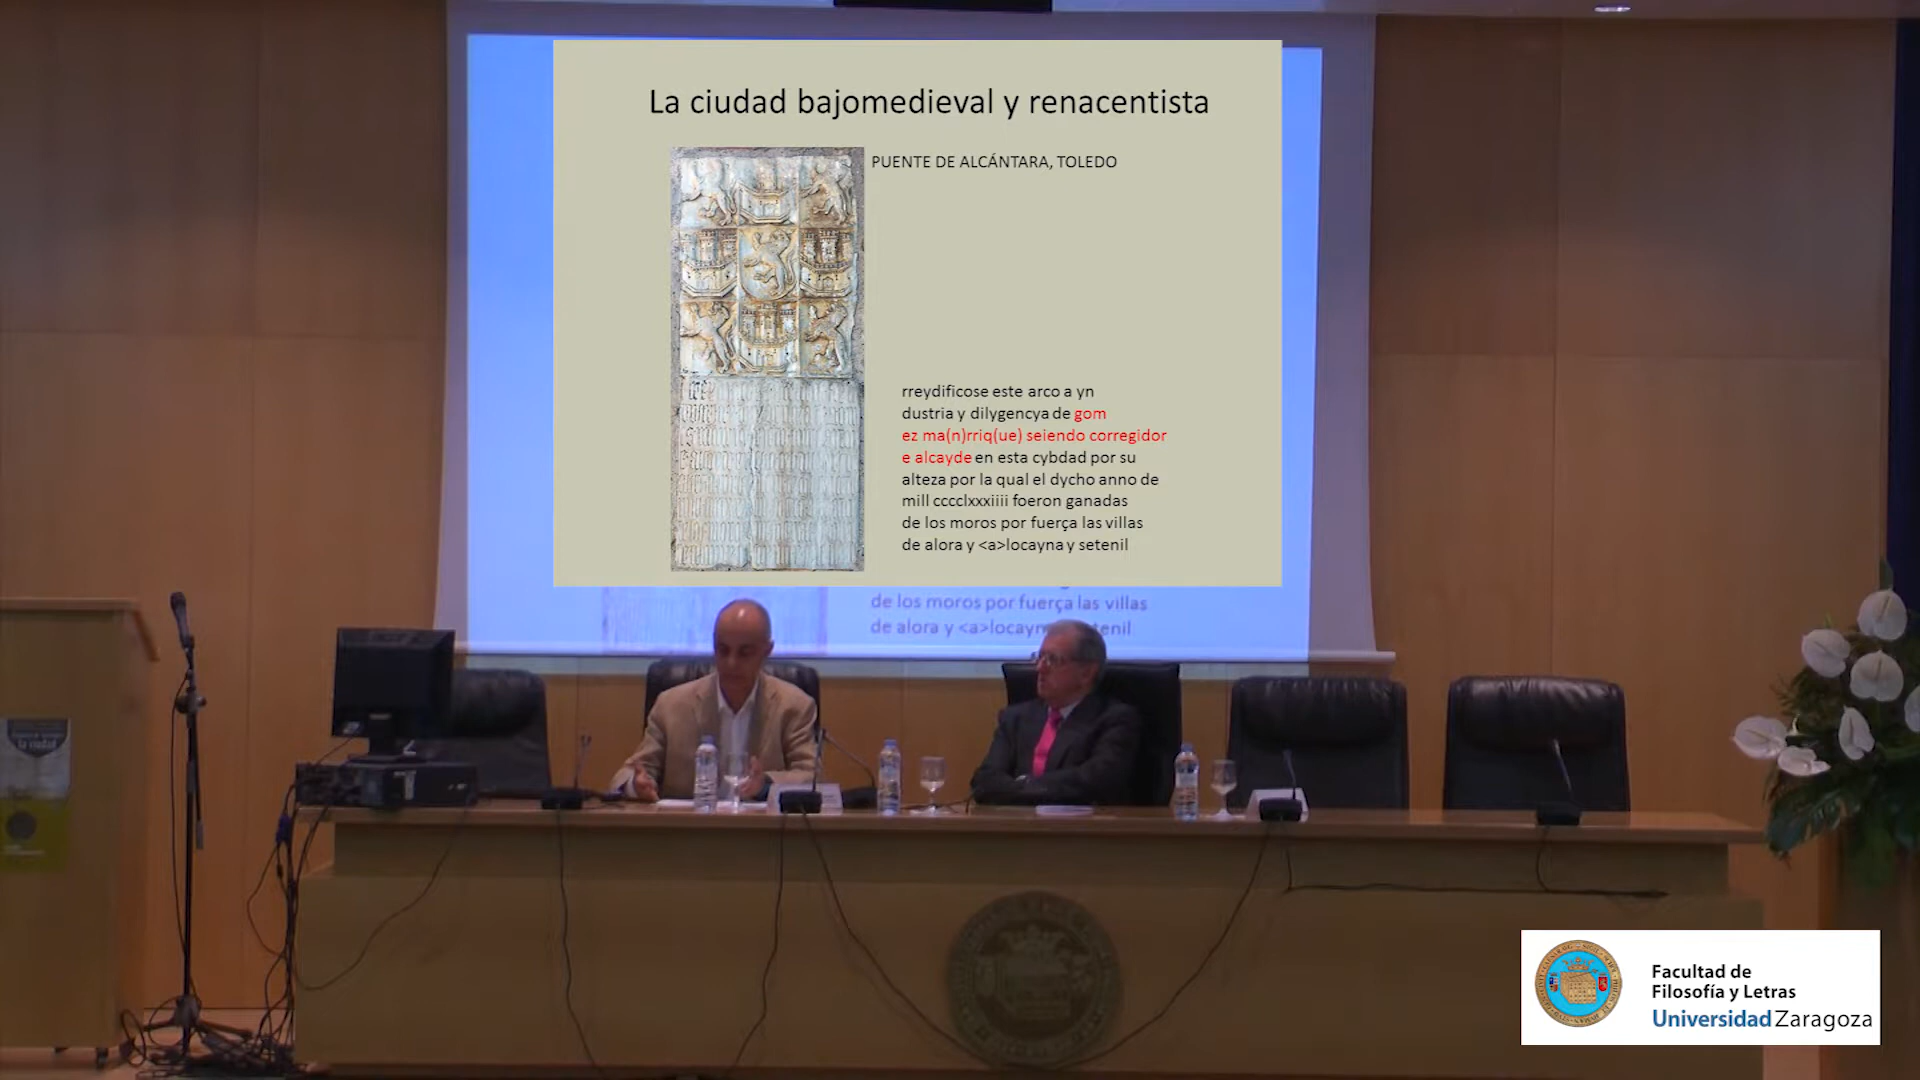 La ciudad bajomedieval y renacentista
PUENTE DE ALCÁNTARA, TOLEDO
rreydificose este arco a yn
dustria y dilygencya de gom
ez ma(n)rriq(ue) seiendo corregidor
e alcayde en esta cybdad por su
alteza por la qual el dycho anno de
mill cccclxxxiiii foeron ganadas
de los moros por fuerça las villas
de alora y <a>locayna y setenil
de los moros por fuerça las villas
de alora y <a>locayn tenil
la ciudad
Facultad de
Filosofía y Letras
Universidad Zaragoza